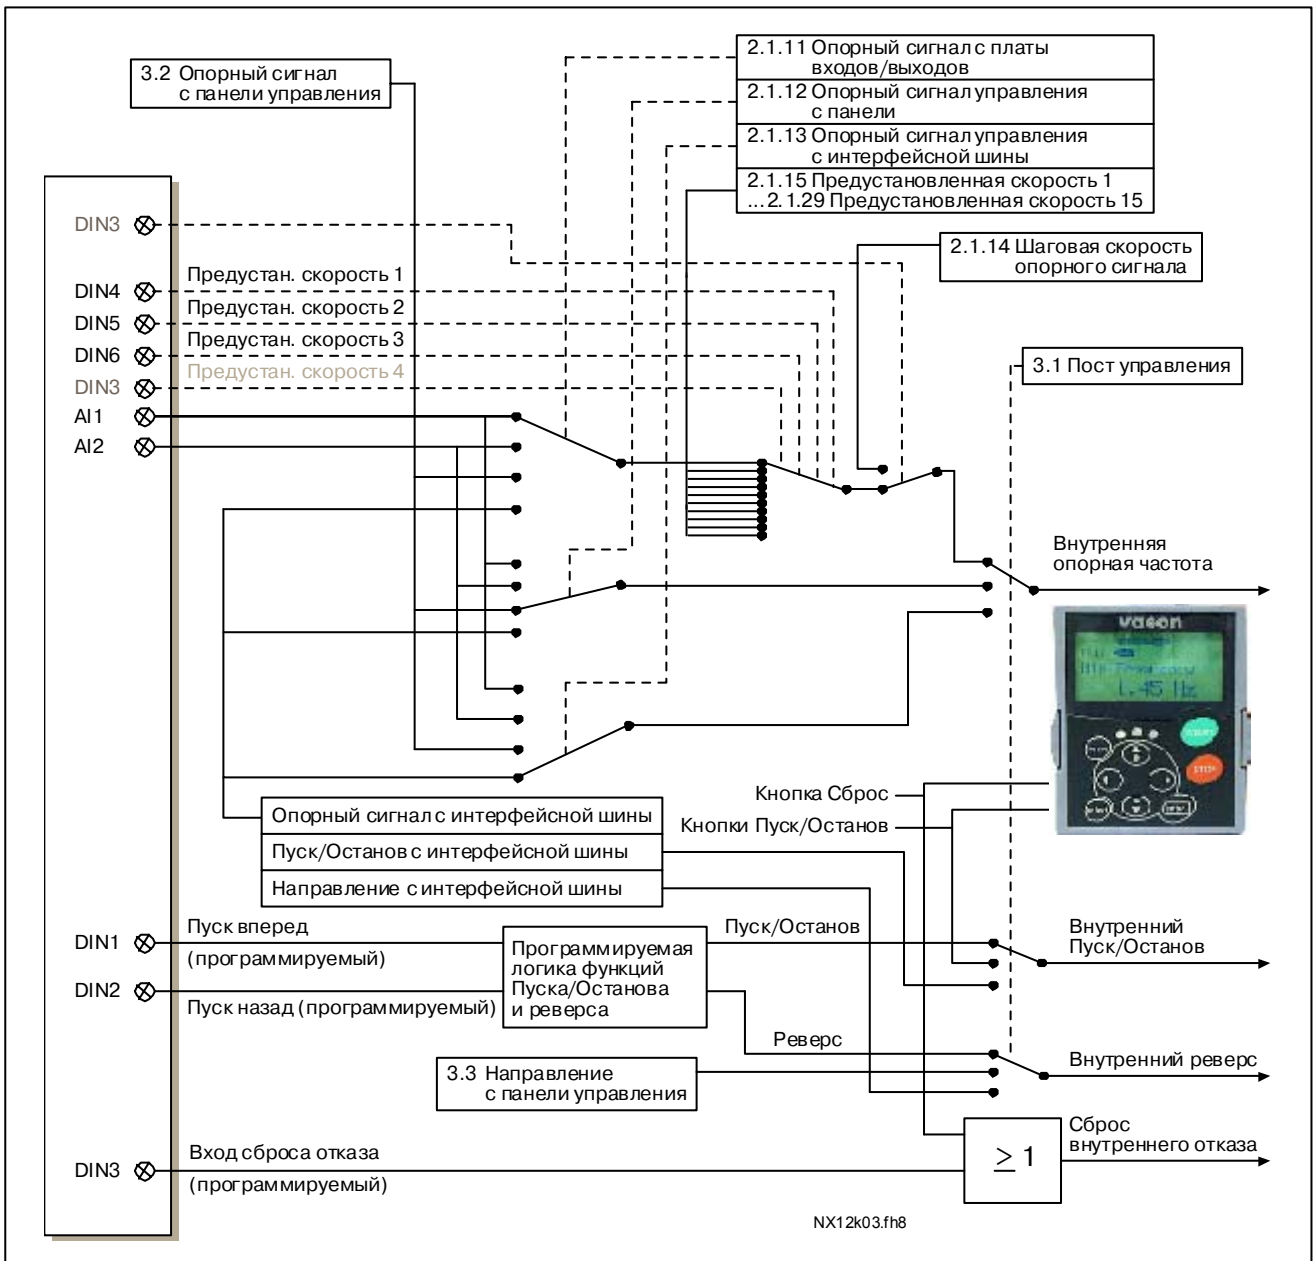 3.2 Опорный сигнал
с панели управления
2.1.11 Опорный сигнал с платы
входов/выходов
2.1.12 Опорный сигнал управления
с панели
2.1.13 Опорный сигнал управления
с интерфейсной шины
2.1.15 Предустановленная скорость 1
...2.1.29 Предустановленная скорость 15
2.1.14 Шаговая скорость
опорного сигнала
3.1 Пост управления
DIN3
DIN4
Предустан. скорость 1
DIN5
Предустан. скорость 2
DIN6
Предустан. скорость 3
DIN3
Предустан. скорость 4
AI1
AI2
Внутренняя
опорная частота
1.45 Hz
STOP
Кнопка Сброс
Кнопки Пуск/Останов
Опорный сигнал с интерфейсной шины
Пуск/Останов с интерфейсной шины
Направление с интерфейсной шины
DIN1
Пуск вперед
(программируемый)
DIN2
Пуск назад (программируемый)
Программируемая
логика функций
Пуска/Останова
и реверса
Пуск/Останов
Реверс
Внутренний
Пуск/Останов
3.3 Направление
с панели управления
Внутренний реверс
DIN3
Вход сброса отказа
(программируемый)
≥ 1
Сброс
внутреннего отказа
NX12k03.fh8